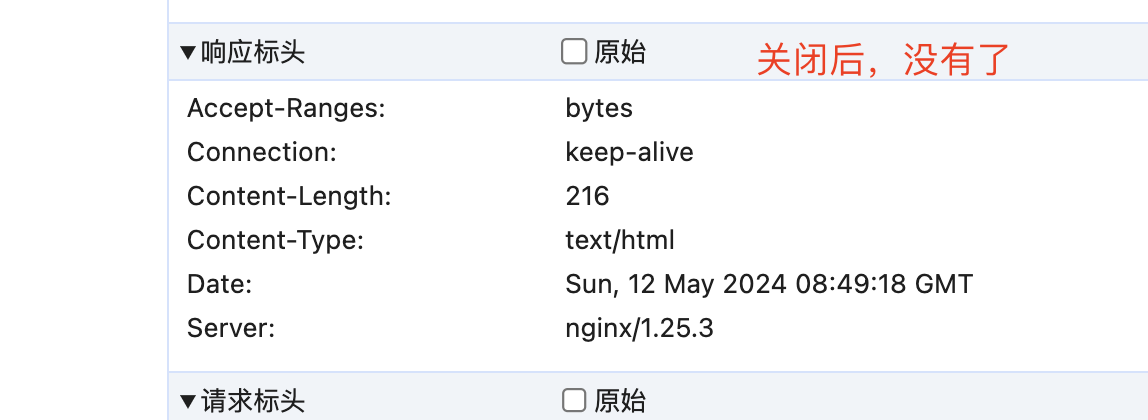 响应标头 原始 关闭后，没有了
Accept-Ranges: bytes
Connection: keep-alive
Content-Length: 216
Content-Type: text/html
Date: Sun, 12 May 2024 08:49:18 GMT
Server: nginx/1.25.3
请求标头 原始